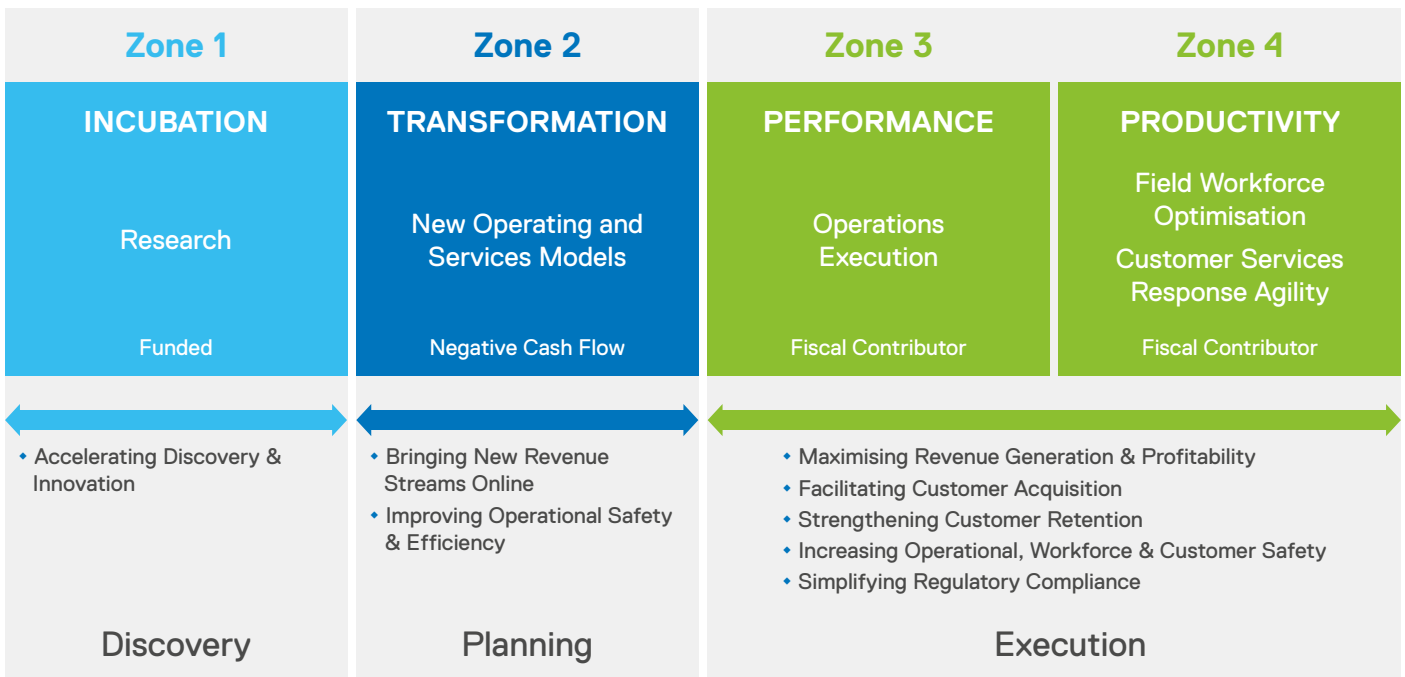 Zone 1
Zone 2
Zone 3
Zone 4
INCUBATION
Research
Funded
TRANSFORMATION
New Operating and
Services Models
Negative Cash Flow
PERFORMANCE
Operations
Execution
Fiscal Contributor
PRODUCTIVITY
Field Workforce
Optimisation
Customer Services
Response Agility
Fiscal Contributor
• Accelerating Discovery &
Innovation
• Bringing New Revenue
Streams Online
• Improving Operational Safety
& Efficiency
• Maximising Revenue Generation & Profitability
• Facilitating Customer Acquisition
• Strengthening Customer Retention
• Increasing Operational, Workforce & Customer Safety
• Simplifying Regulatory Compliance
Discovery
Planning
Execution